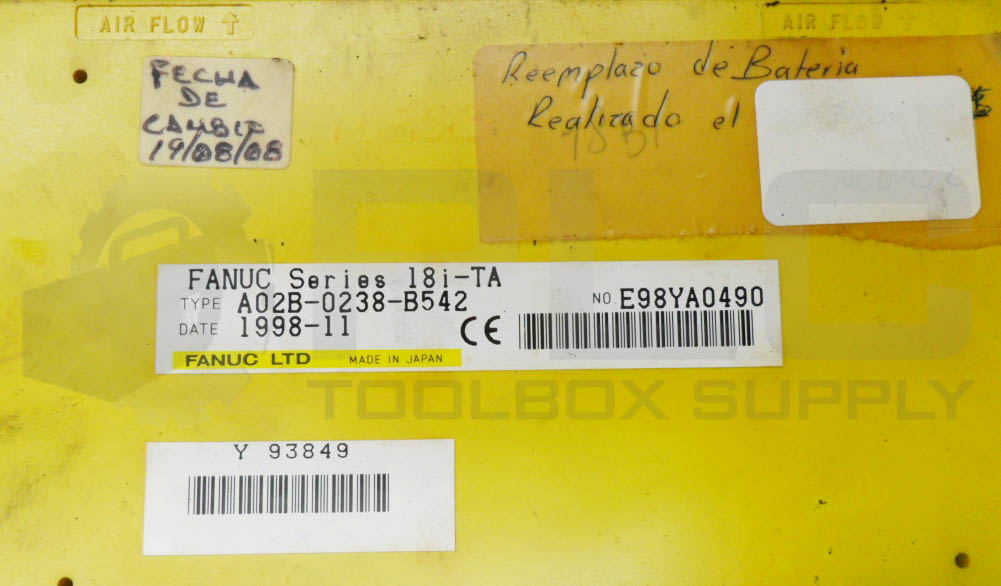 AIR FLOW ↑
AIR FLOW ↑
FECHA
DE
CAMBIO
19/08/08
Reemplazo de Bateria
Realizado el
FANUC Series 18i-TA
TYPE A02B-0238-B542
DATE 1998-11
NO. E98YA0490
CE
FANUC LTD MADE IN JAPAN
Y 93849
PLC
TOOLBOX SUPPLY